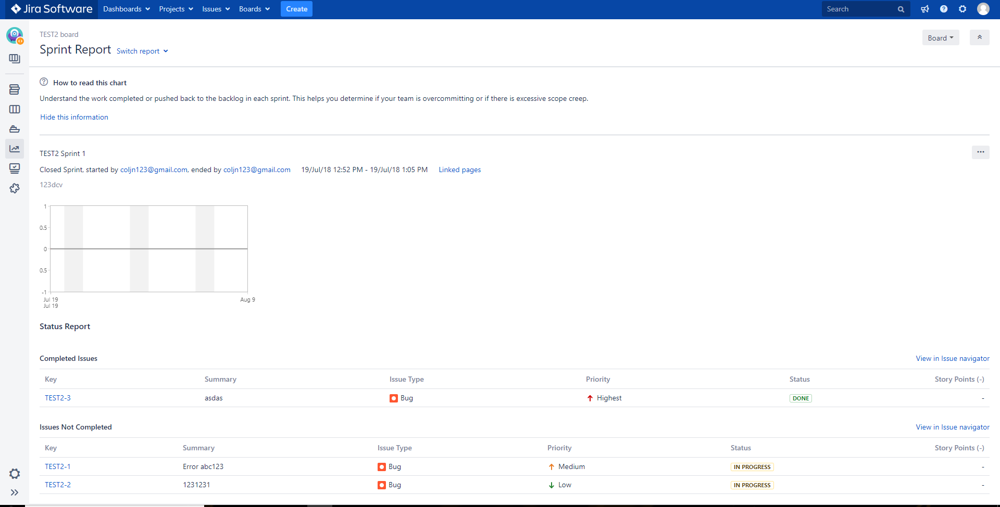 Jira Software Dashboards Projects Issues Boards Create Search
TEST2 board
Sprint Report Switch report
Board
How to read this chart
Understand the work completed or pushed back to the backlog in each sprint. This helps you determine if your team is overcommitting or if there is excessive scope creep.
Hide this information
TEST2 Sprint 1
Closed Sprint, started by coljn123@gmail.com, ended by coljn123@gmail.com 19/Jul/18 12:52 PM - 19/Jul/18 1:05 PM Linked pages
123dcv
1
0.5
0
0.5
-1
Jul 19 Aug 9
Jul 19
Status Report
Completed Issues View in Issue navigator
Key Summary Issue Type Priority Status Story Points (-)
TEST2-3 asdas Bug Highest DONE -
Issues Not Completed View in Issue navigator
Key Summary Issue Type Priority Status Story Points (-)
TEST2-1 Error abc123 Bug Medium IN PROGRESS -
TEST2-2 1231231 Bug Low IN PROGRESS -